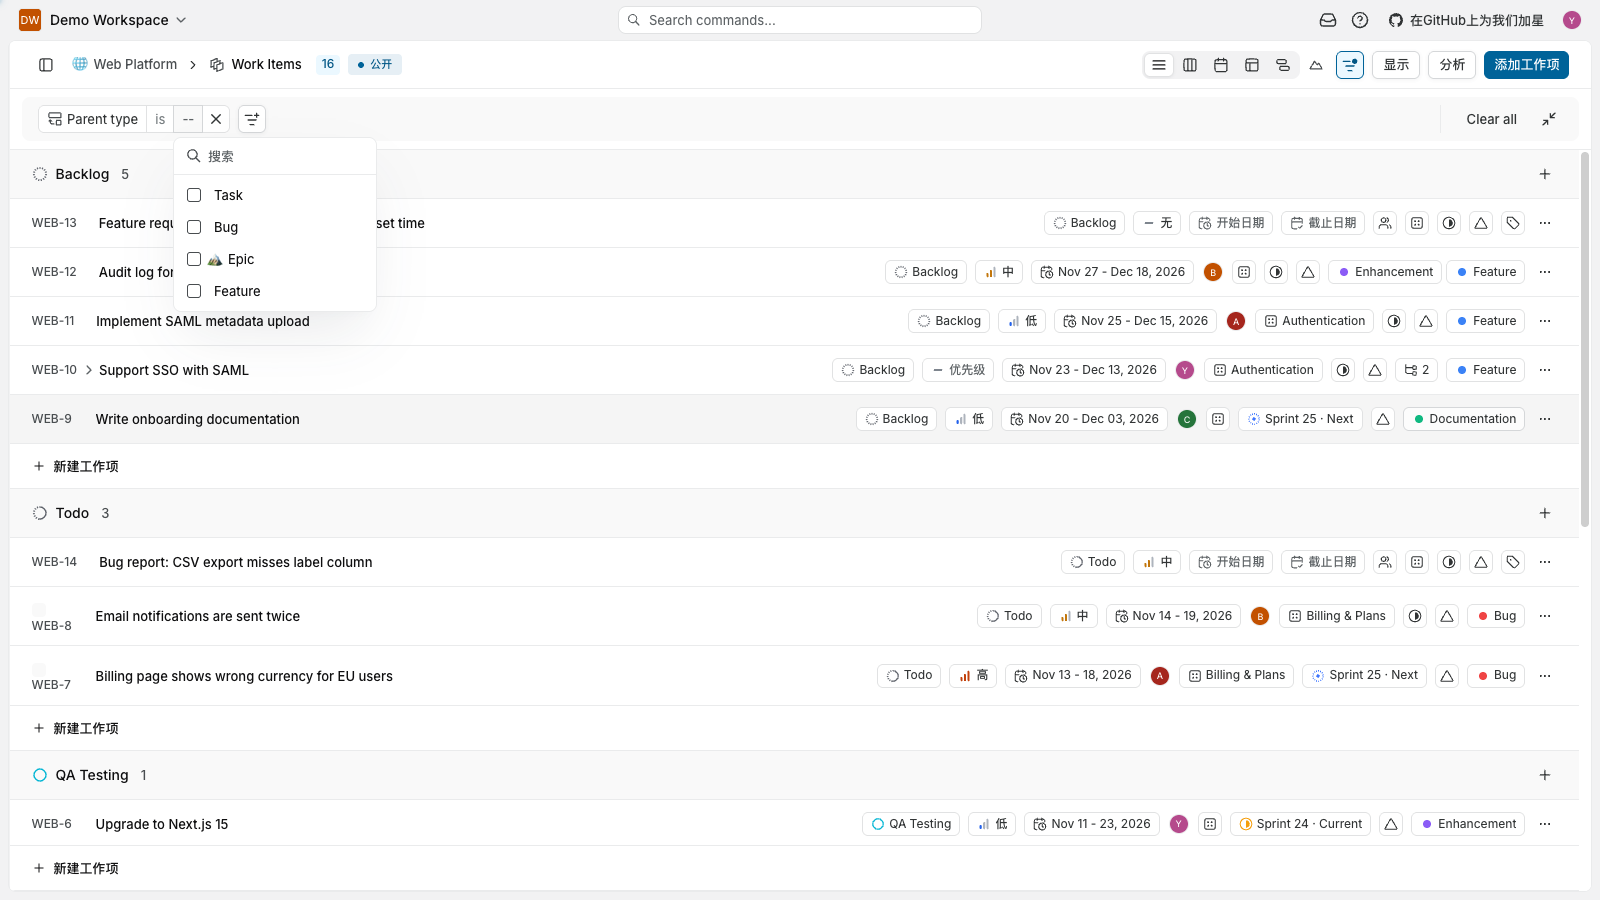 DW Demo Workspace
Search commands...
在GitHub上为我们加星
Y
Web Platform
Work Items
16
公开
显示
分析
添加工作项
Parent type
is
--
Clear all
搜索
Task
Bug
Epic
Feature
Backlog 5
WEB-13 Feature requ set time Backlog 无 开始日期 截止日期
WEB-12 Audit log for Backlog 中 Nov 27 - Dec 18, 2026 B Enhancement Feature
WEB-11 Implement SAML metadata upload Backlog 低 Nov 25 - Dec 15, 2026 A Authentication Feature
WEB-10 Support SSO with SAML Backlog 优先级 Nov 23 - Dec 13, 2026 Y Authentication 2 Feature
WEB-9 Write onboarding documentation Backlog 低 Nov 20 - Dec 03, 2026 C Sprint 25 · Next Documentation
新建工作项
Todo 3
WEB-14 Bug report: CSV export misses label column Todo 中 开始日期 截止日期
WEB-8 Email notifications are sent twice Todo 中 Nov 14 - 19, 2026 B Billing & Plans Bug
WEB-7 Billing page shows wrong currency for EU users Todo 高 Nov 13 - 18, 2026 A Billing & Plans Sprint 25 · Next Bug
新建工作项
QA Testing 1
WEB-6 Upgrade to Next.js 15 QA Testing 低 Nov 11 - 23, 2026 Y Sprint 24 · Current Enhancement
新建工作项